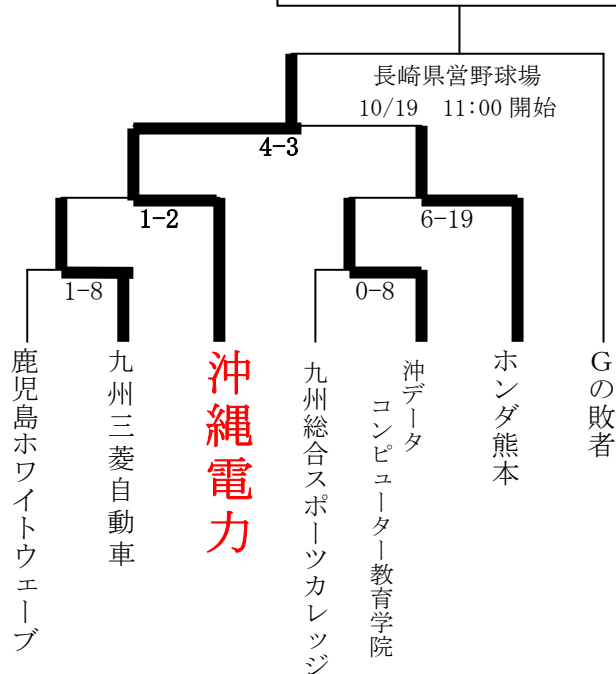 長崎県営野球場
10/19 11:00 開始
4-3
1-2
6-19
1-8
0-8
鹿児島ホワイトウェーブ
九州三菱自動車
沖縄電力
九州総合スポーツカレッジ
沖データ
コンピューター教育学院
ホンダ熊本
Gの敗者